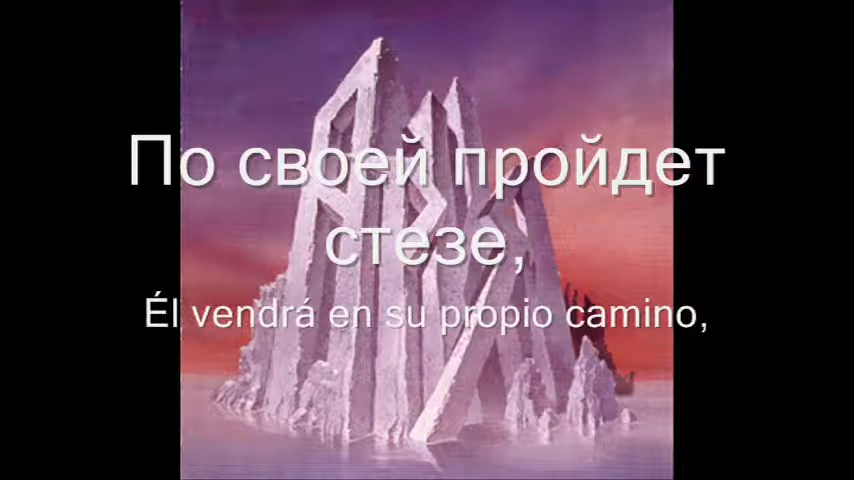 По своей пройдет
стезе,
Él vendrá en su propio camino,